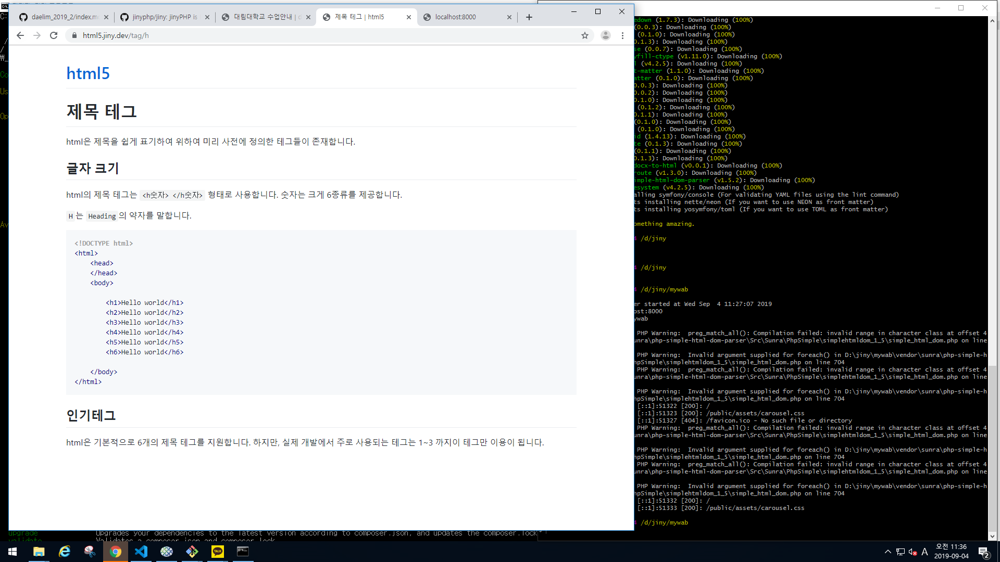 daelim_2019_2/index.m
jinyphp/jiny: jinyPHP is
대림대학교 수업안내 | d
제목 테그 | html5
localhost:8000
html5.jiny.dev/tag/h
html5
제목 테그
html은 제목을 쉽게 표기하여 위하여 미리 사전에 정의한 테그들이 존재합니다.
글자 크기
html의 제목 테그는 <h숫자> </h숫자> 형태로 사용합니다. 숫자는 크게 6종류를 제공합니다.
H 는 Heading 의 약자를 말합니다.
<!DOCTYPE html>
<html>
<head>
</head>
<body>
<h1>Hello world</h1>
<h2>Hello world</h2>
<h3>Hello world</h3>
<h4>Hello world</h4>
<h5>Hello world</h5>
<h6>Hello world</h6>
</body>
</html>
인기테그
html은 기본적으로 6개의 제목 테그를 지원합니다. 하지만, 실제 개발에서 주로 사용되는 테그는 1~3 까지이 테그만 이용이 됩니다.
C:
/
/
₩_
Co
Us
Op
Av
upgrade Upgrades your dependencies to the latest version according to composer.json, and updates the composer.lock
validate Validates a composer.json and composer.lock
edown (1.7.3): Downloading (100%)
(0.0.3): Downloading (100%)
(0.1.0): Downloading (100%)
0.1.3): Downloading (100%)
se (0.0.7): Downloading (100%)
yfill-ctype (v1.11.0): Downloading (100%)
l (v4.2.5): Downloading (100%)
t-matter (1.1.0): Downloading (100%)
atter (0.1.0): Downloading (100%)
0.0.3): Downloading (100%)
0.0.2): Downloading (100%)
0.1.0): Downloading (100%)
(0.1.2): Downloading (100%)
0.1.1): Downloading (100%)
(0.1.0): Downloading (100%)
(0.1.0): Downloading (100%)
id (1.4.13): Downloading (100%)
te (0.1.3): Downloading (100%)
(0.1.1): Downloading (100%)
0.1.3): Downloading (100%)
docx-to-html (v0.0.1): Downloading (100%)
route (v1.3.0): Downloading (100%)
imple-html-dom-parser (v1.5.2): Downloading (100%)
esystem (v4.2.5): Downloading (100%)
alling symfony/console (For validating YAML files using the lint command)
ts installing nette/neon (If you want to use NEON as front matter)
ts installing yosymfony/toml (If you want to use TOML as front matter)
omething amazing.
4 /d/jiny
4 /d/jiny
4 /d/jiny/mywab
er started at Wed Sep  4 11:27:07 2019
ost:8000
ywab
PHP Warning:  preg_match_all(): Compilation failed: invalid range in character class at offset 4
unra\php-simple-html-dom-parser\Src\Sunra\PhpSimple\simplehtmldom_1_5\simple_html_dom.php on line
PHP Warning:  Invalid argument supplied for foreach() in D:\jiny\mywab\vendor\sunra\php-simple-h
hpSimple\simplehtmldom_1_5\simple_html_dom.php on line 704
PHP Warning:  preg_match_all(): Compilation failed: invalid range in character class at offset 4
unra\php-simple-html-dom-parser\Src\Sunra\PhpSimple\simplehtmldom_1_5\simple_html_dom.php on line
PHP Warning:  Invalid argument supplied for foreach() in D:\jiny\mywab\vendor\sunra\php-simple-h
hpSimple\simplehtmldom_1_5\simple_html_dom.php on line 704
[::1]:51322 [200]: /
[::1]:51323 [200]: /public/assets/carousel.css
[::1]:51327 [404]: /favicon.ico - No such file or directory
PHP Warning:  preg_match_all(): Compilation failed: invalid range in character class at offset 4
unra\php-simple-html-dom-parser\Src\Sunra\PhpSimple\simplehtmldom_1_5\simple_html_dom.php on line
PHP Warning:  Invalid argument supplied for foreach() in D:\jiny\mywab\vendor\sunra\php-simple-h
hpSimple\simplehtmldom_1_5\simple_html_dom.php on line 704
PHP Warning:  preg_match_all(): Compilation failed: invalid range in character class at offset 4
unra\php-simple-html-dom-parser\Src\Sunra\PhpSimple\simplehtmldom_1_5\simple_html_dom.php on line
PHP Warning:  Invalid argument supplied for foreach() in D:\jiny\mywab\vendor\sunra\php-simple-h
hpSimple\simplehtmldom_1_5\simple_html_dom.php on line 704
[::1]:51332 [200]: /
[::1]:51333 [200]: /public/assets/carousel.css
4 /d/jiny/mywab
TALK
A
오전 11:36
2019-09-04
2